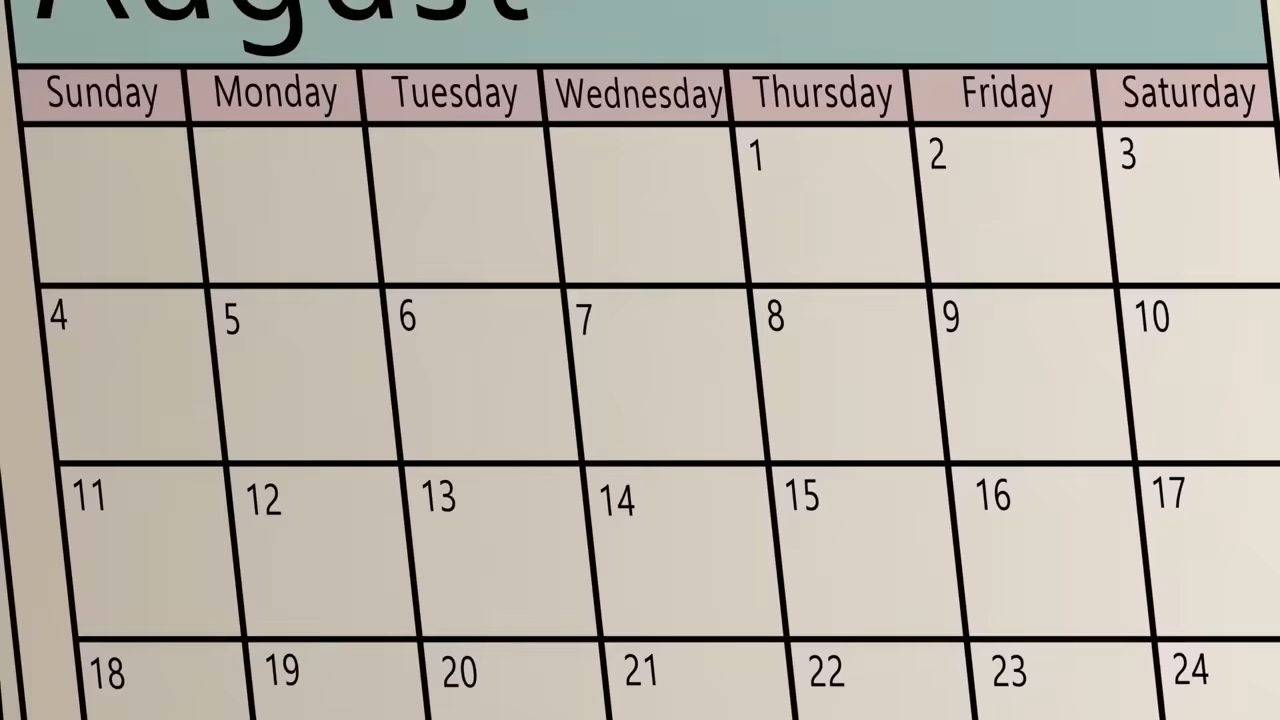 August
Sunday Monday Tuesday Wednesday Thursday Friday Saturday
1 2 3
4 5 6 7 8 9 10
11 12 13 14 15 16 17
18 19 20 21 22 23 24